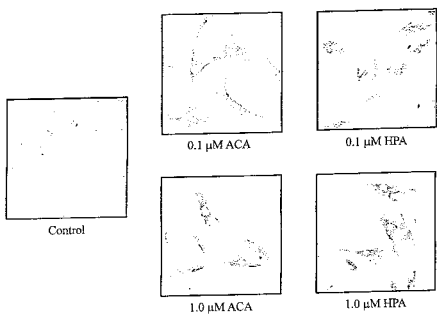 0.1 μM ACA
0.1 μM HPA
Control
1.0 μM ACA
1.0 μM HPA